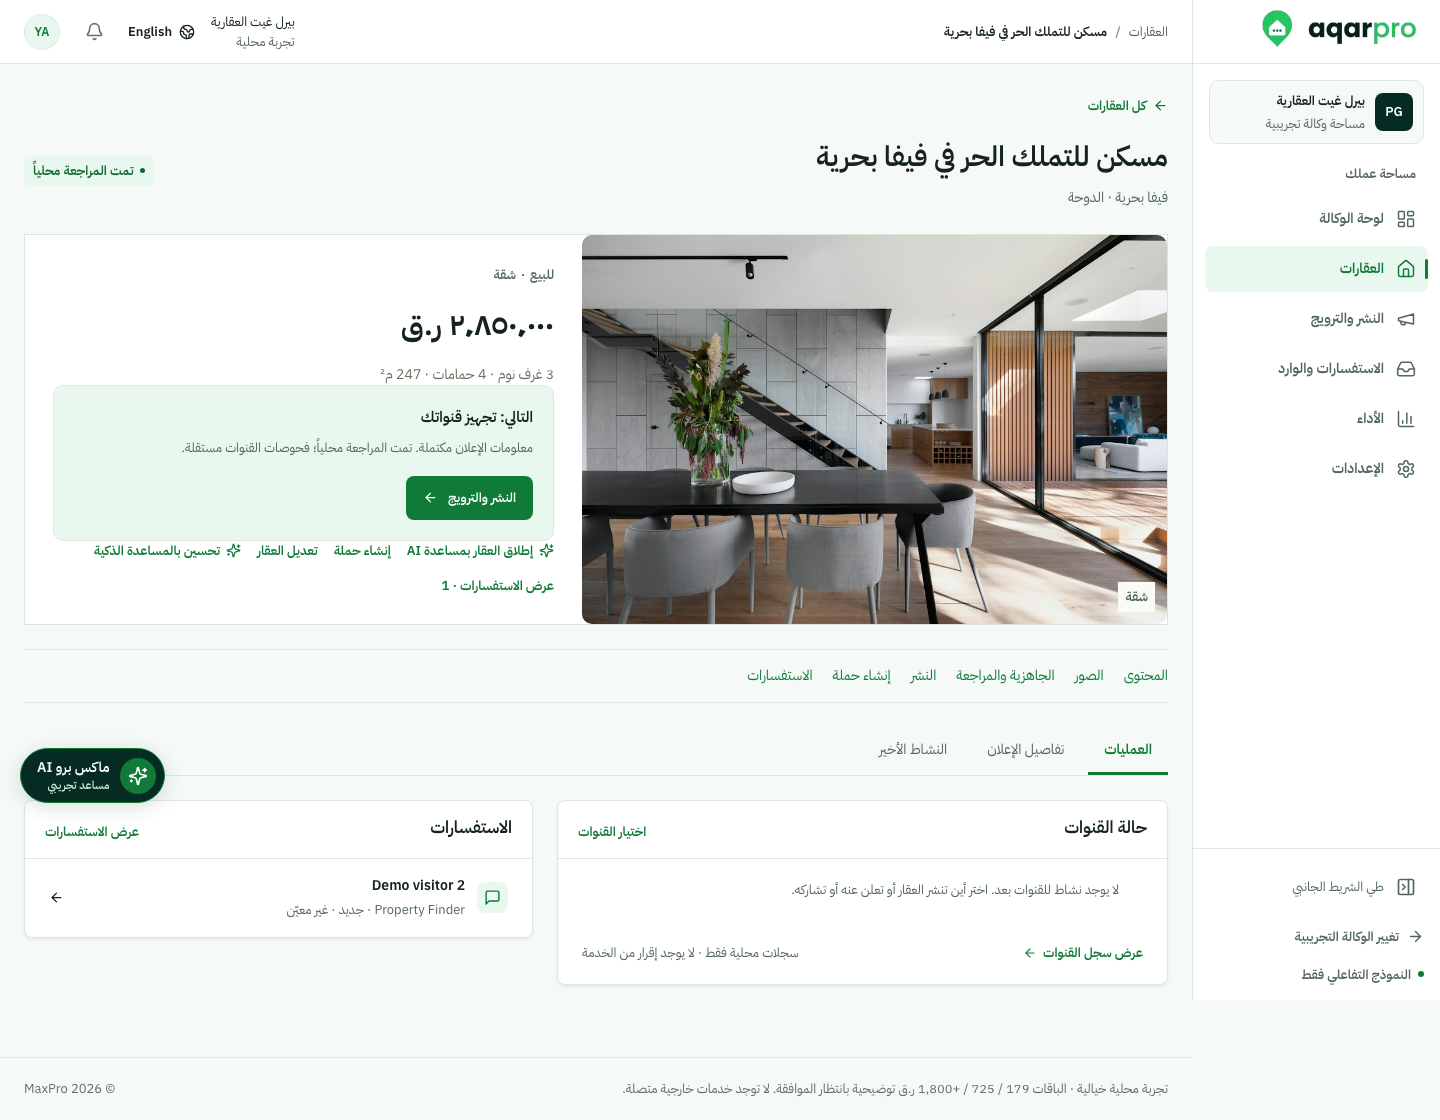 aqarpro
العقارات / مسكن للتملك الحر في فيفا بحرية
بيرل غيت العقارية
تجربة محلية
English
YA
PG
بيرل غيت العقارية
مساحة وكالة تجريبية
مساحة عملك
لوحة الوكالة
العقارات
النشر والترويج
الاستفسارات والوارد
الأداء
الإعدادات
طي الشريط الجانبي
تغيير الوكالة التجريبية
النموذج التفاعلي فقط
كل العقارات
مسكن للتملك الحر في فيفا بحرية
تمت المراجعة محلياً
فيفا بحرية · الدوحة
شقة
للبيع · شقة
٢٬٨٥٠٬٠٠٠ ر.ق
3 غرف نوم · 4 حمامات · 247 م²
التالي: تجهيز قنواتك
معلومات الإعلان مكتملة. تمت المراجعة محلياً؛ فحوصات القنوات مستقلة.
النشر والترويج
إطلاق العقار بمساعدة AI
إنشاء حملة
تعديل العقار
تحسين بالمساعدة الذكية
عرض الاستفسارات · 1
المحتوى الصور الجاهزية والمراجعة النشر إنشاء حملة الاستفسارات
العمليات تفاصيل الإعلان النشاط الأخير
ماكس برو AI
مساعد تجريبي
حالة القنوات
اختيار القنوات
لا يوجد نشاط للقنوات بعد. اختر أين تنشر العقار أو تعلن عنه أو تشاركه.
عرض سجل القنوات
سجلات محلية فقط · لا يوجد إقرار من الخدمة
الاستفسارات
عرض الاستفسارات
Demo visitor 2
Property Finder · جديد · غير معيّن
تجربة محلية خيالية · الباقات 179 / 725 / 1,800+ ر.ق توضيحية بانتظار الموافقة. لا توجد خدمات خارجية متصلة.
© 2026 MaxPro